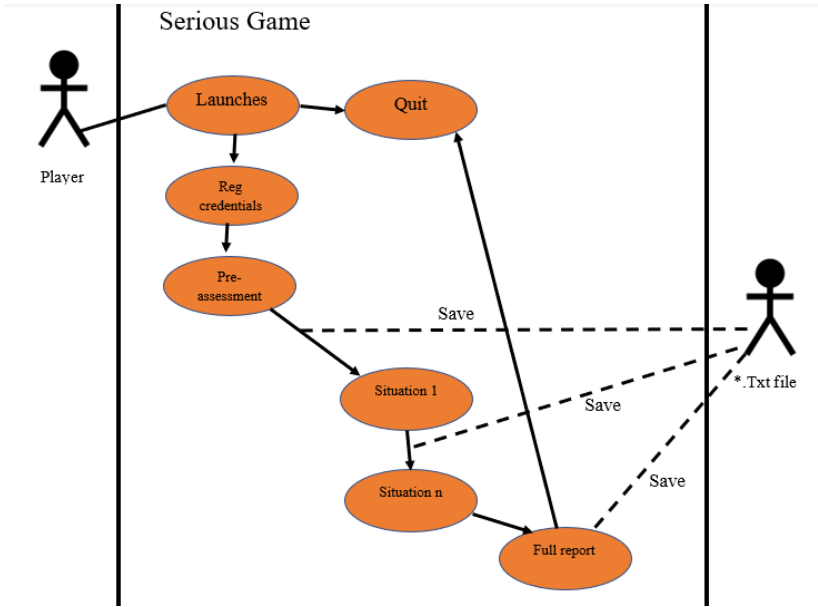 Serious Game
Launches
Quit
Player
Reg
credentials
Pre-
assessment
Save
*.Txt file
Situation 1
Save
Save
Situation n
Full report